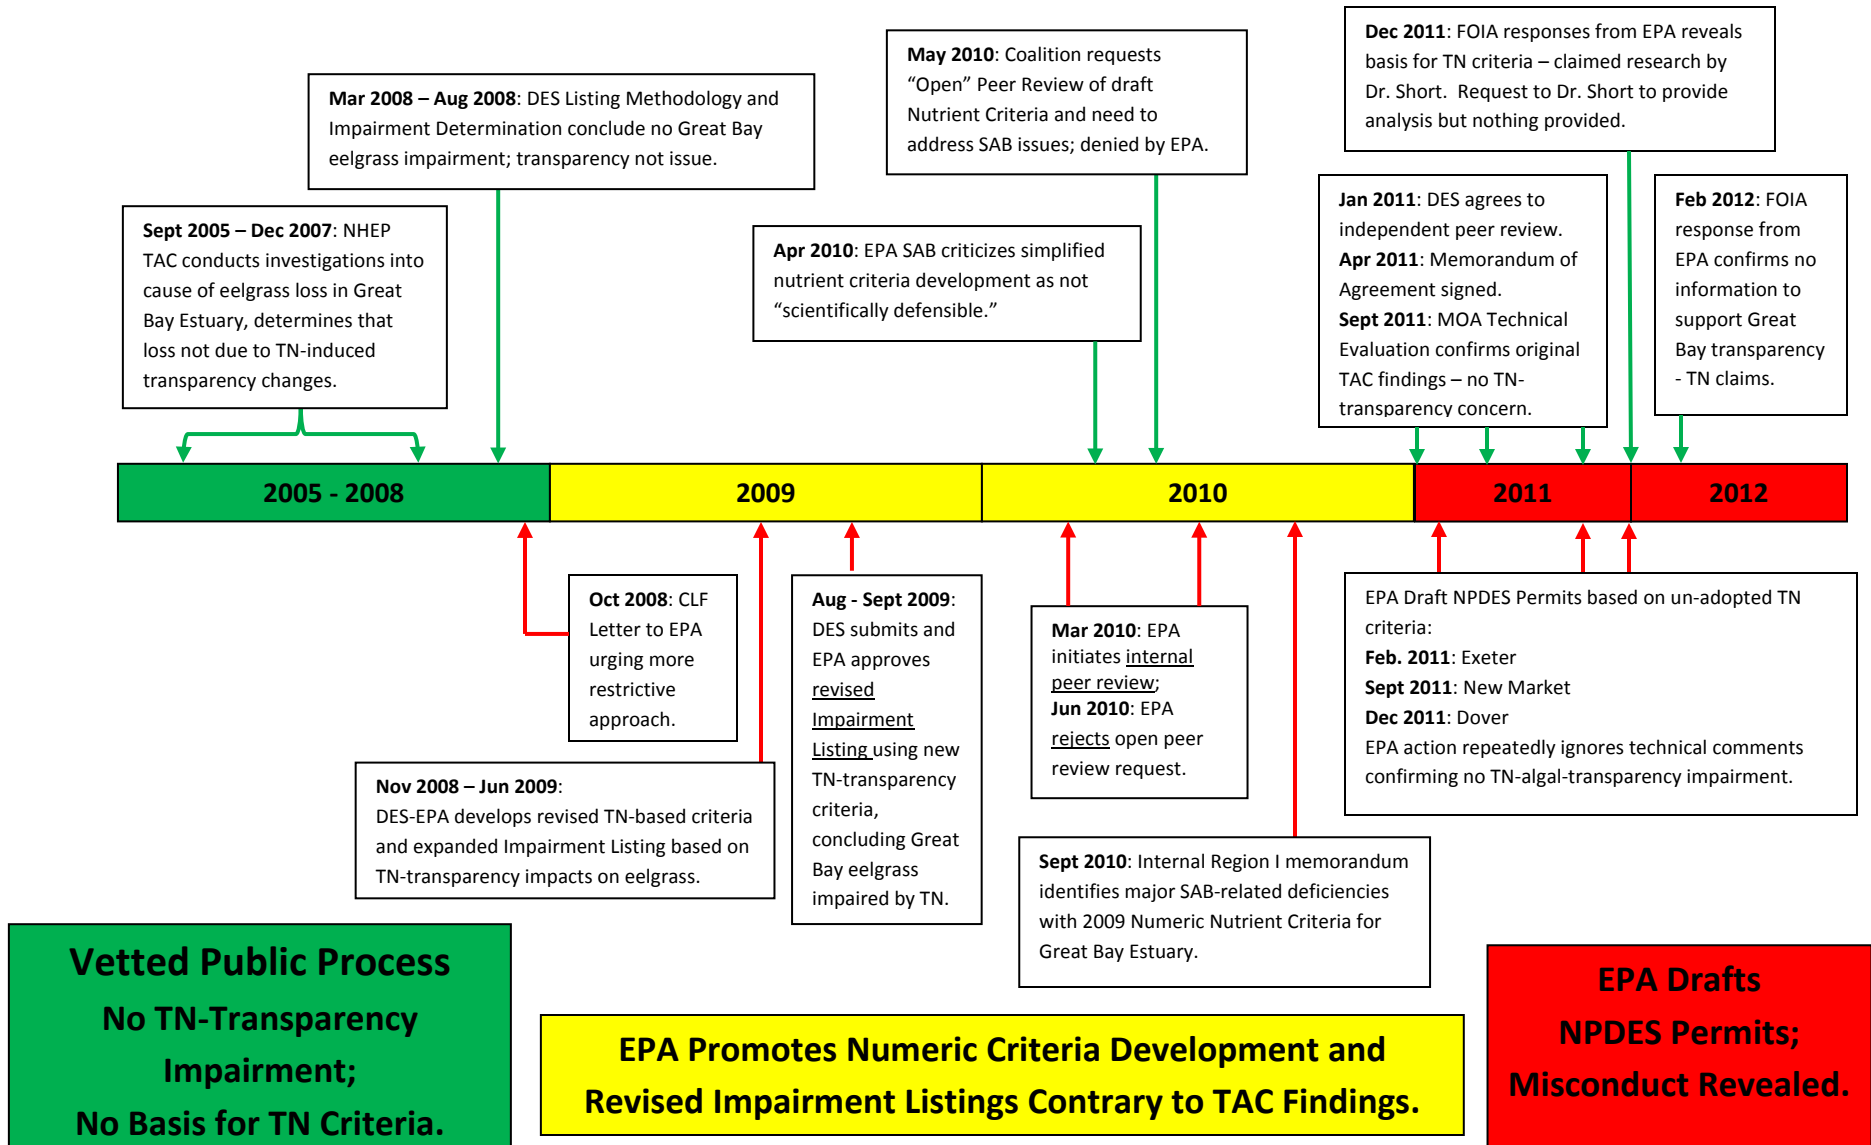 Mar 2008 – Aug 2008: DES Listing Methodology and
Impairment Determination conclude no Great Bay
eelgrass impairment; transparency not issue.
May 2010: Coalition requests
“Open” Peer Review of draft
Nutrient Criteria and need to
address SAB issues; denied by EPA.
Dec 2011: FOIA responses from EPA reveals
basis for TN criteria – claimed research by
Dr. Short.  Request to Dr. Short to provide
analysis but nothing provided.
Sept 2005 – Dec 2007: NHEP
TAC conducts investigations into
cause of eelgrass loss in Great
Bay Estuary, determines that
loss not due to TN-induced
transparency changes.
Apr 2010: EPA SAB criticizes simplified
nutrient criteria development as not
“scientifically defensible.”
Jan 2011: DES agrees to
independent peer review.
Apr 2011: Memorandum of
Agreement signed.
Sept 2011: MOA Technical
Evaluation confirms original
TAC findings – no TN-
transparency concern.
Feb 2012: FOIA
response from
EPA confirms no
information to
support Great
Bay transparency
- TN claims.
2005 - 2008
2009
2010
2011
2012
Oct 2008: CLF
Letter to EPA
urging more
restrictive
approach.
Nov 2008 – Jun 2009:
DES-EPA develops revised TN-based criteria
and expanded Impairment Listing based on
TN-transparency impacts on eelgrass.
Aug - Sept 2009:
DES submits and
EPA approves
revised
Impairment
Listing using new
TN-transparency
criteria,
concluding Great
Bay eelgrass
impaired by TN.
Mar 2010: EPA
initiates internal
peer review;
Jun 2010: EPA
rejects open peer
review request.
Sept 2010: Internal Region I memorandum
identifies major SAB-related deficiencies
with 2009 Numeric Nutrient Criteria for
Great Bay Estuary.
EPA Draft NPDES Permits based on un-adopted TN
criteria:
Feb. 2011: Exeter
Sept 2011: New Market
Dec 2011: Dover
EPA action repeatedly ignores technical comments
confirming no TN-algal-transparency impairment.
Vetted Public Process
No TN-Transparency
Impairment;
No Basis for TN Criteria.
EPA Promotes Numeric Criteria Development and
Revised Impairment Listings Contrary to TAC Findings.
EPA Drafts
NPDES Permits;
Misconduct Revealed.